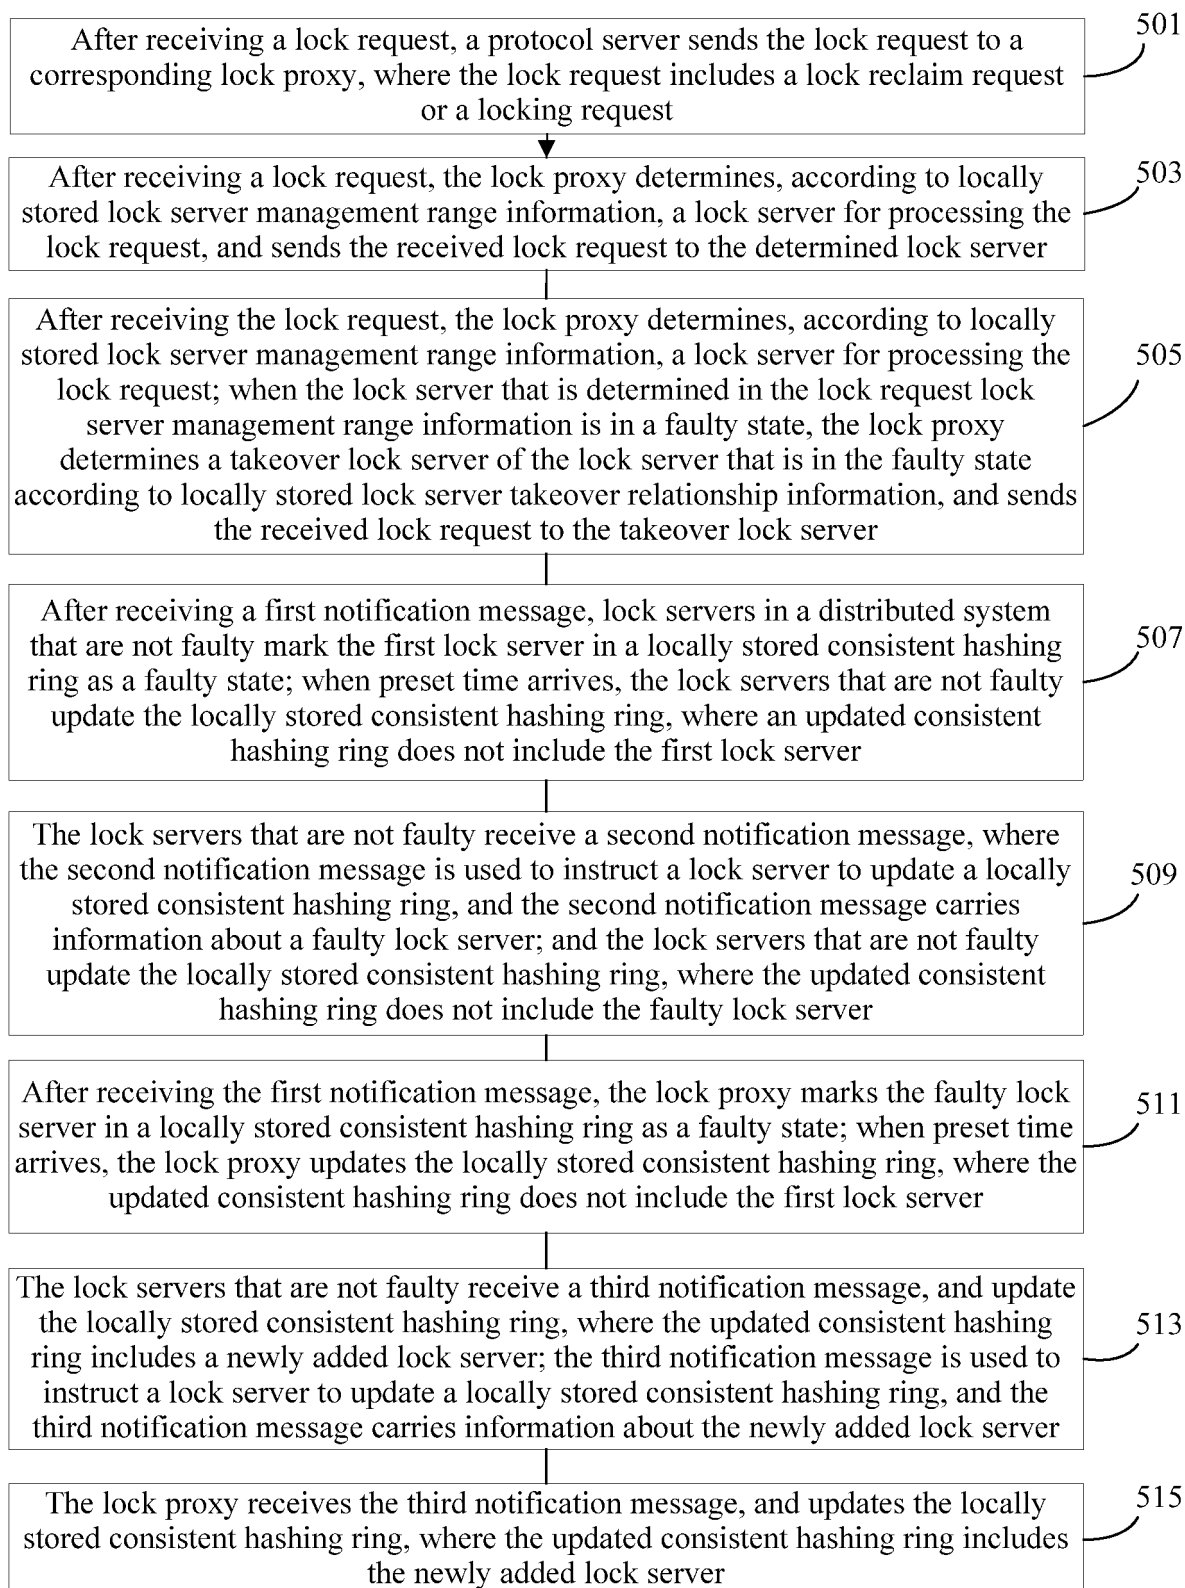 After receiving a lock request, a protocol server sends the lock request to a
corresponding lock proxy, where the lock request includes a lock reclaim request
or a locking request
501
After receiving a lock request, the lock proxy determines, according to locally
stored lock server management range information, a lock server for processing the
lock request, and sends the received lock request to the determined lock server
503
After receiving the lock request, the lock proxy determines, according to locally
stored lock server management range information, a lock server for processing the
lock request; when the lock server that is determined in the lock request lock
server management range information is in a faulty state, the lock proxy
determines a takeover lock server of the lock server that is in the faulty state
according to locally stored lock server takeover relationship information, and sends
the received lock request to the takeover lock server
505
After receiving a first notification message, lock servers in a distributed system
that are not faulty mark the first lock server in a locally stored consistent hashing
ring as a faulty state; when preset time arrives, the lock servers that are not faulty
update the locally stored consistent hashing ring, where an updated consistent
hashing ring does not include the first lock server
507
The lock servers that are not faulty receive a second notification message, where
the second notification message is used to instruct a lock server to update a locally
stored consistent hashing ring, and the second notification message carries
information about a faulty lock server; and the lock servers that are not faulty
update the locally stored consistent hashing ring, where the updated consistent
hashing ring does not include the faulty lock server
509
After receiving the first notification message, the lock proxy marks the faulty lock
server in a locally stored consistent hashing ring as a faulty state; when preset time
arrives, the lock proxy updates the locally stored consistent hashing ring, where the
updated consistent hashing ring does not include the first lock server
511
The lock servers that are not faulty receive a third notification message, and update
the locally stored consistent hashing ring, where the updated consistent hashing
ring includes a newly added lock server; the third notification message is used to
instruct a lock server to update a locally stored consistent hashing ring, and the
third notification message carries information about the newly added lock server
513
The lock proxy receives the third notification message, and updates the locally
stored consistent hashing ring, where the updated consistent hashing ring includes
the newly added lock server
515